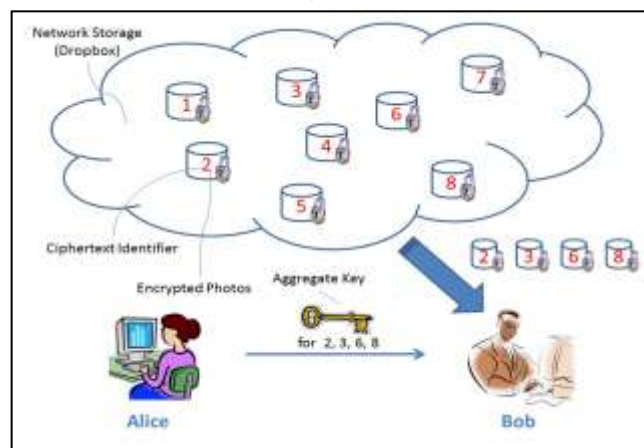 Network Storage
(Dropbox)
1
3
7
6
2
4
5
8
Ciphertext Identifier
Encrypted Photos
Aggregate Key
2 3 6 8
for 2, 3, 6, 8
Alice
Bob